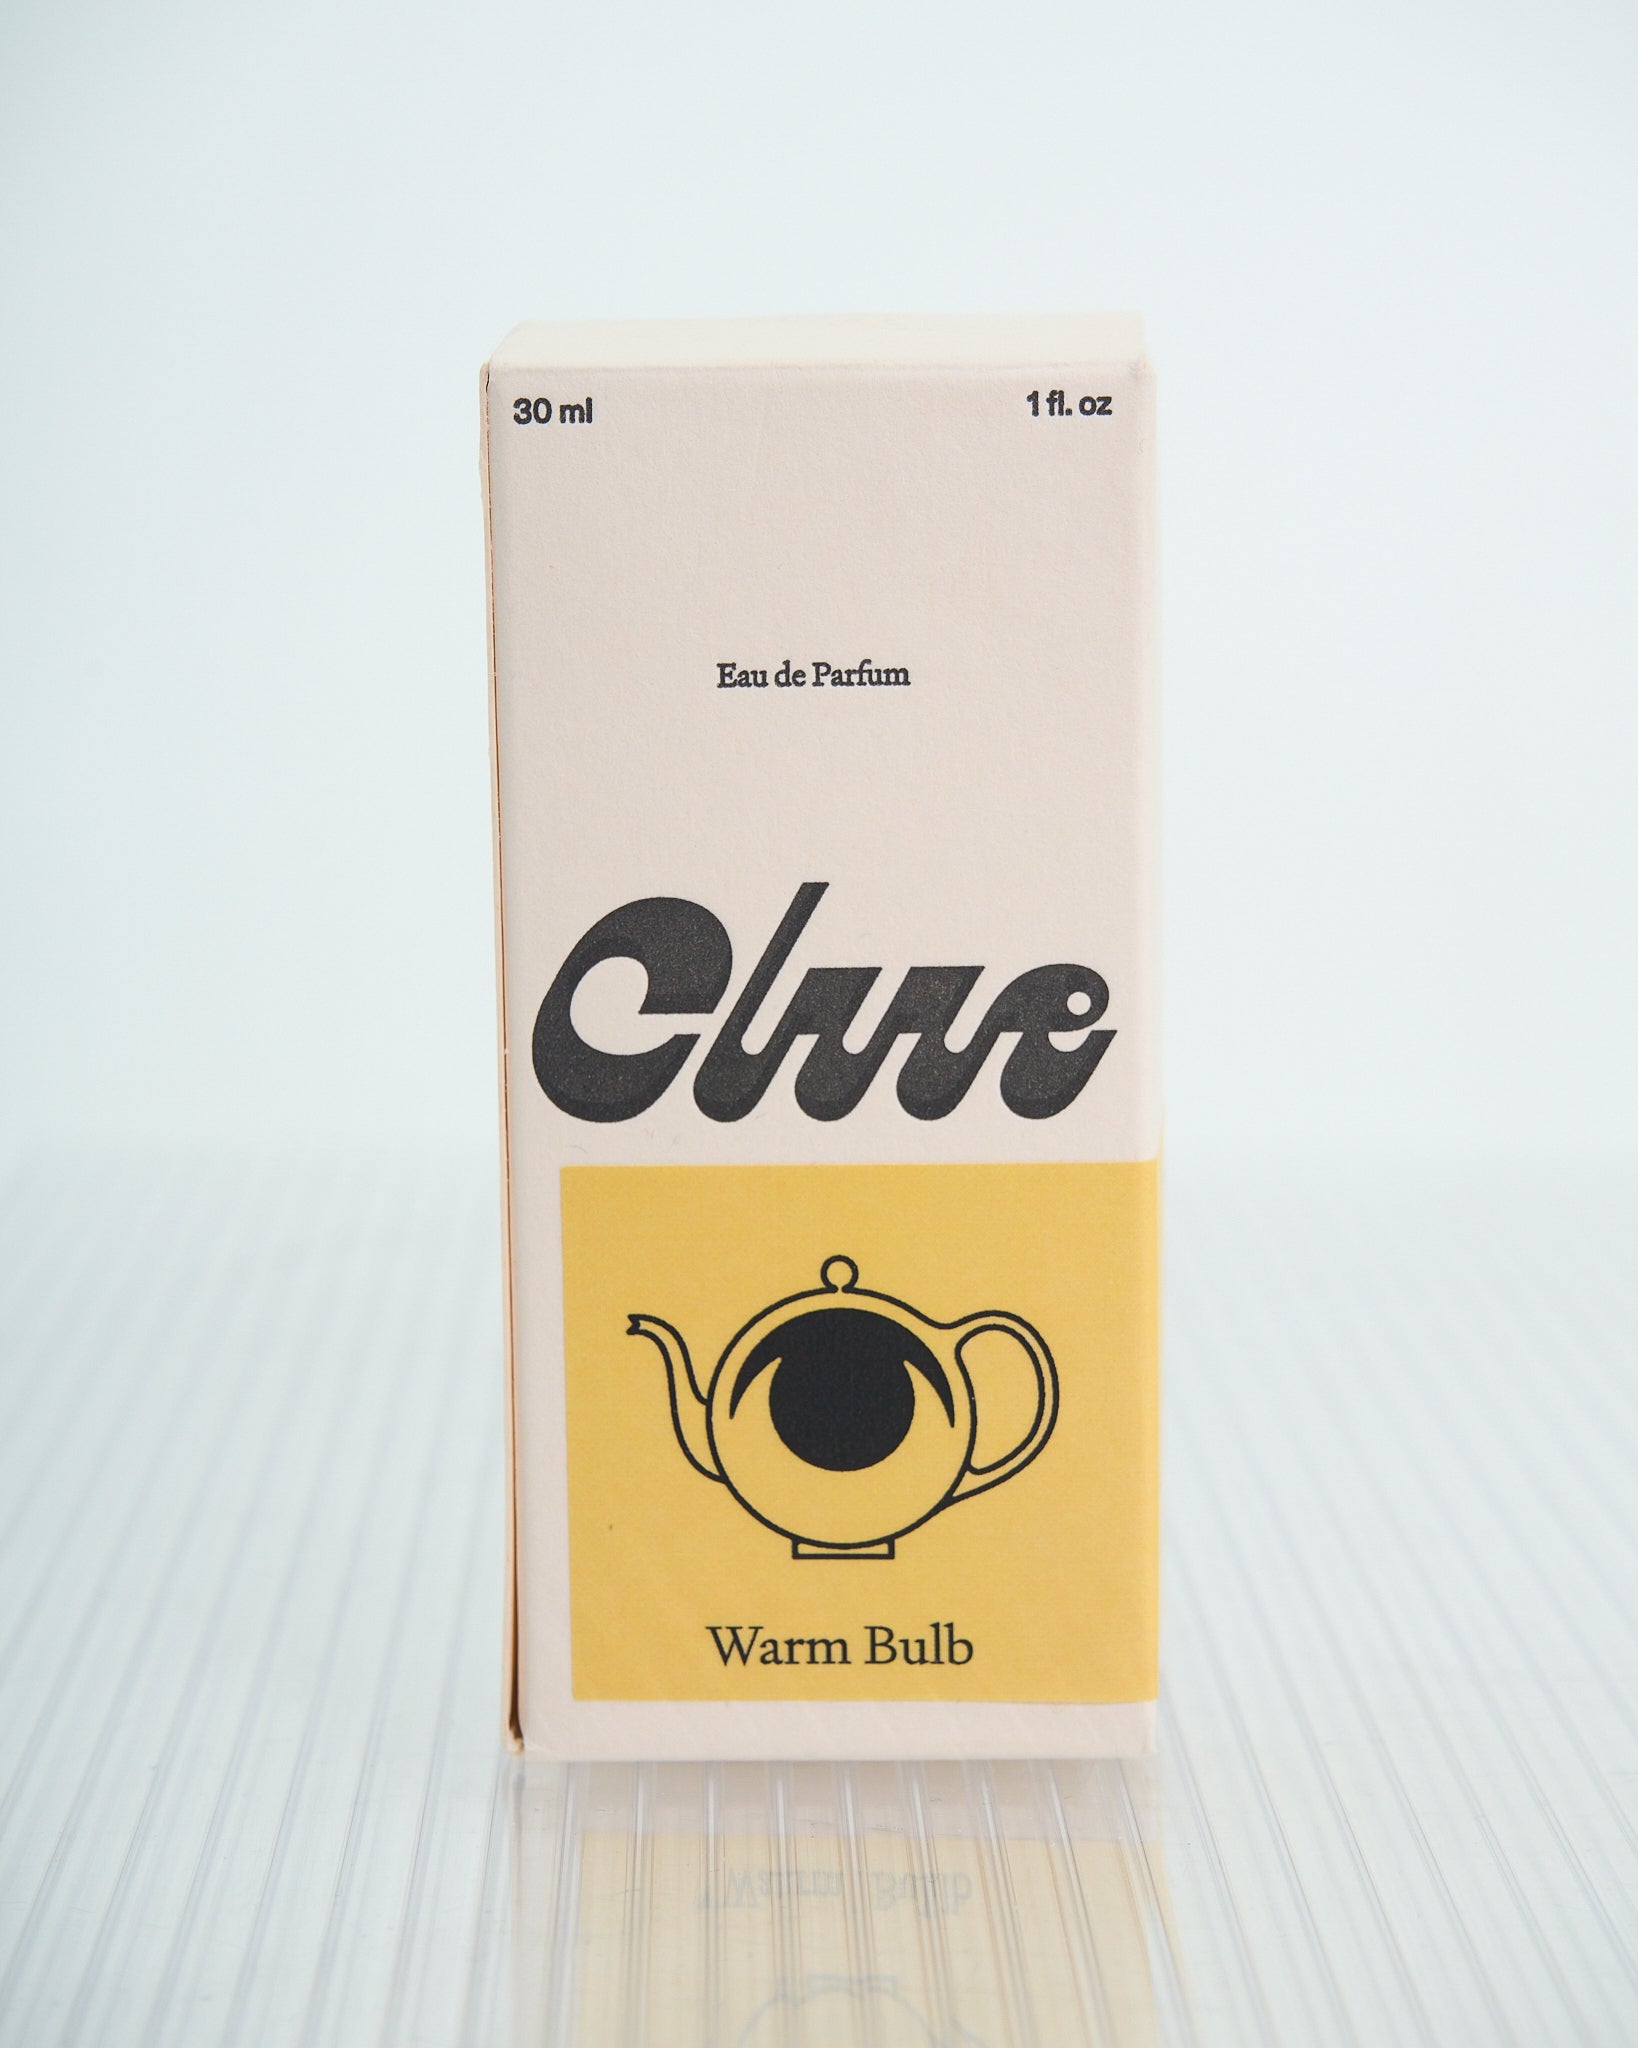 30 ml 1 fl. oz
Eau de Parfum
Clue
Warm Bulb